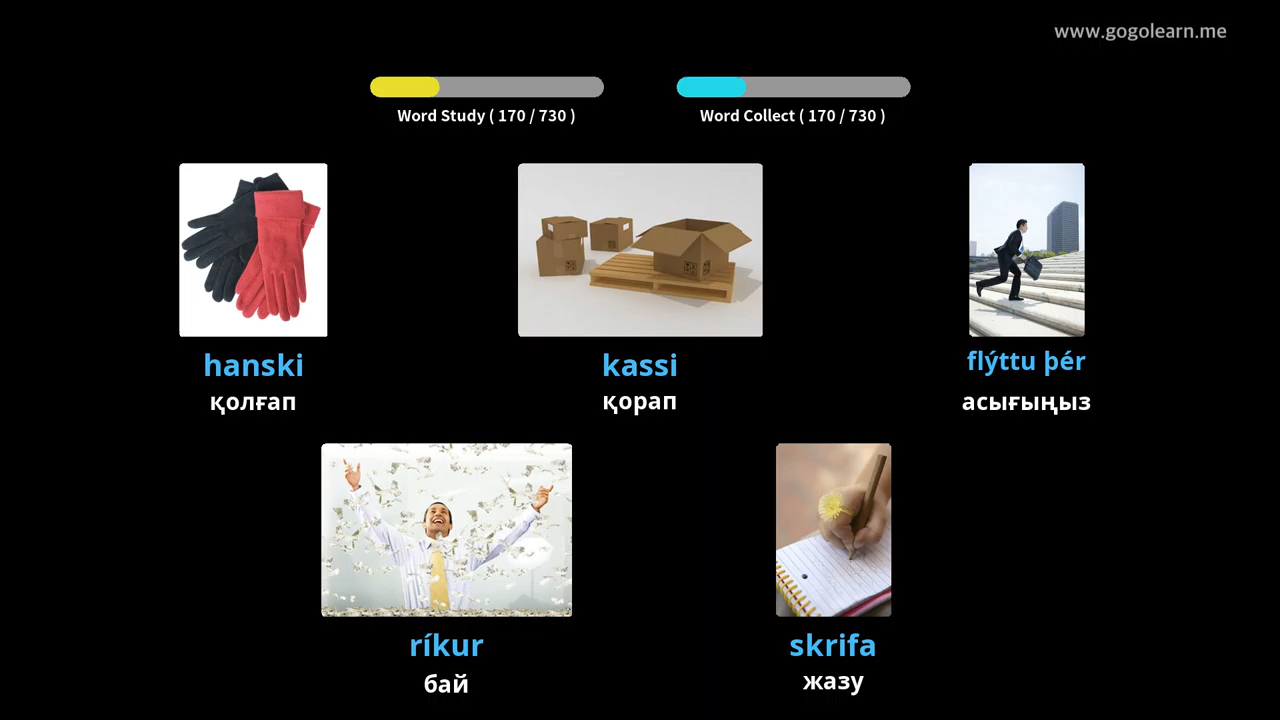 www.gogolearn.me
Word Study ( 170 / 730 )
Word Collect ( 170 / 730 )
hanski
қолғап
kassi
қорап
flýttu þér
асығыңыз
ríkur
бай
skrifa
жазу